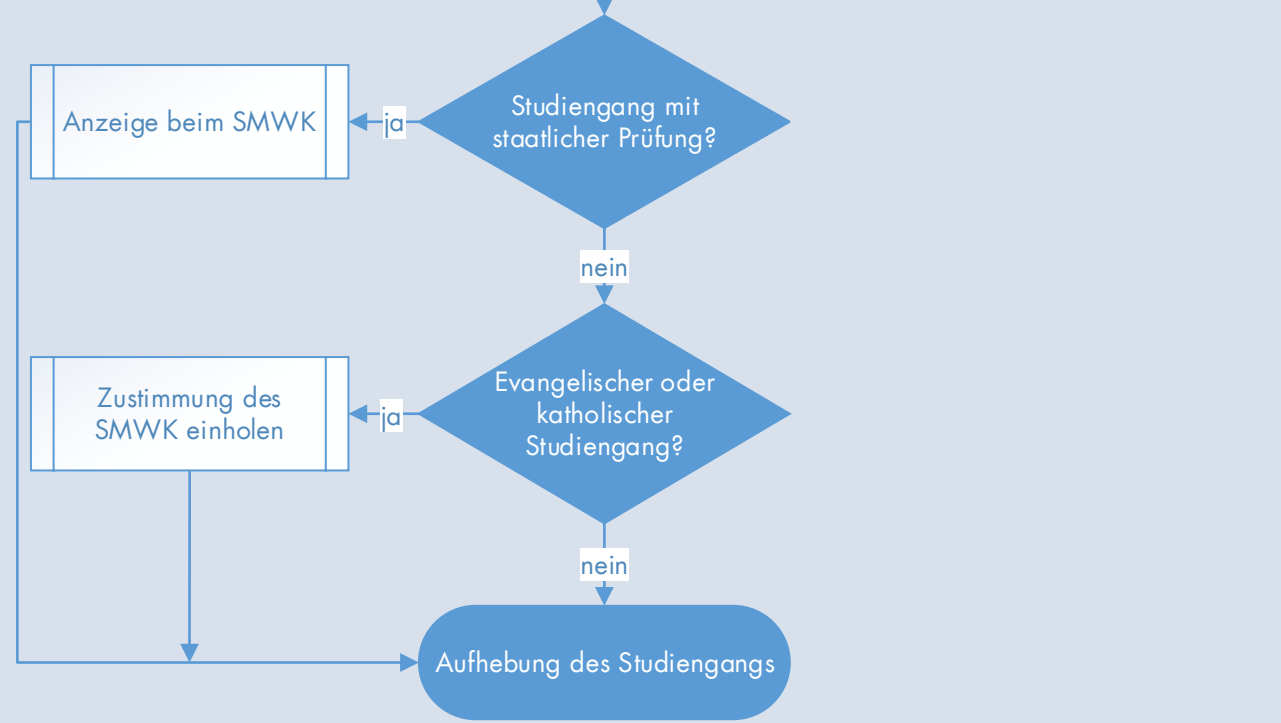 Studiengang mit
staatlicher Prüfung?
ja
Anzeige beim SMWK
nein
Evangelischer oder
katholischer
Studiengang?
ja
Zustimmung des
SMWK einholen
nein
Aufhebung des Studiengangs